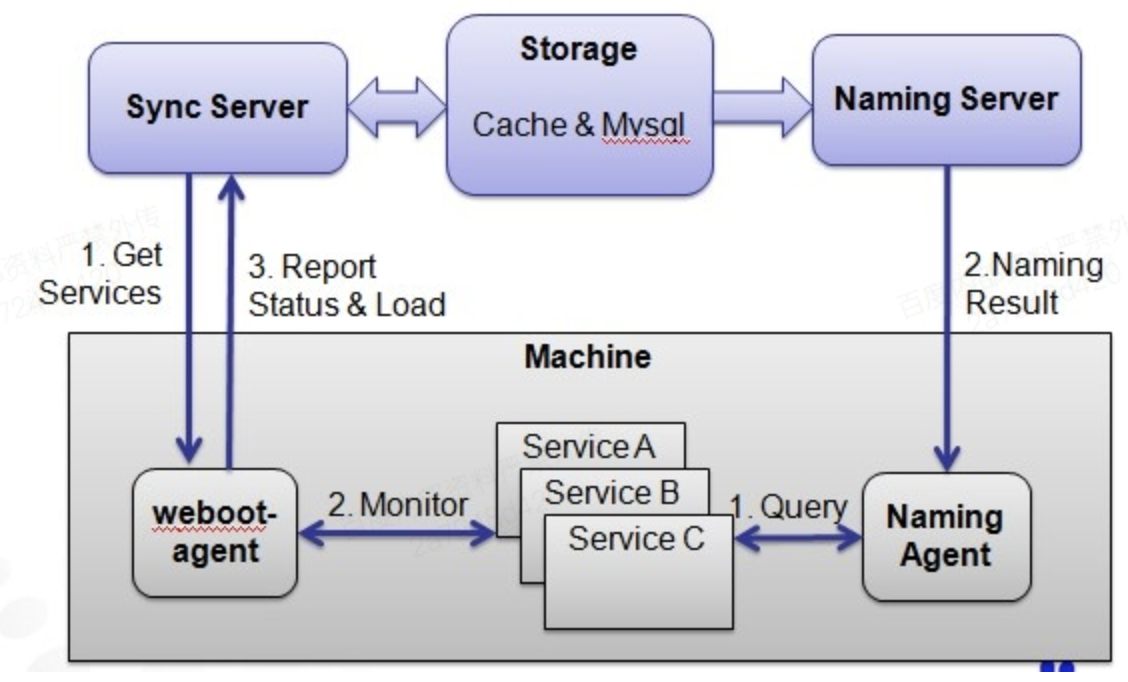 Storage
Cache & Mysql
Sync Server
Naming Server
1. Get
Services
3. Report
Status & Load
2.Naming
Result
Machine
Service A
Service B
Service C
weboot-
agent
2. Monitor
1. Query
Naming
Agent